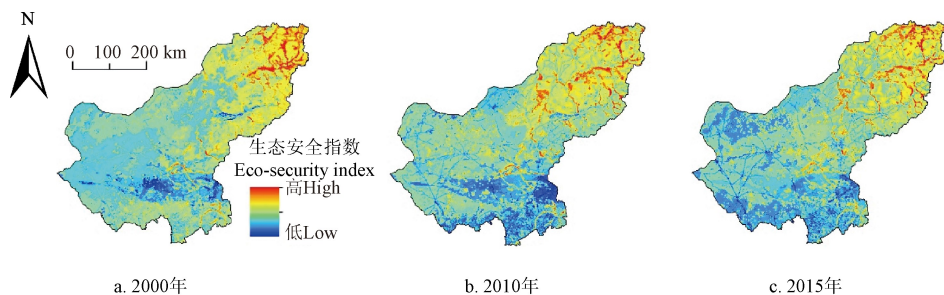 N
0 100 200 km
生态安全指数
Eco-security index
高High
低Low
a. 2000年
b. 2010年
c. 2015年